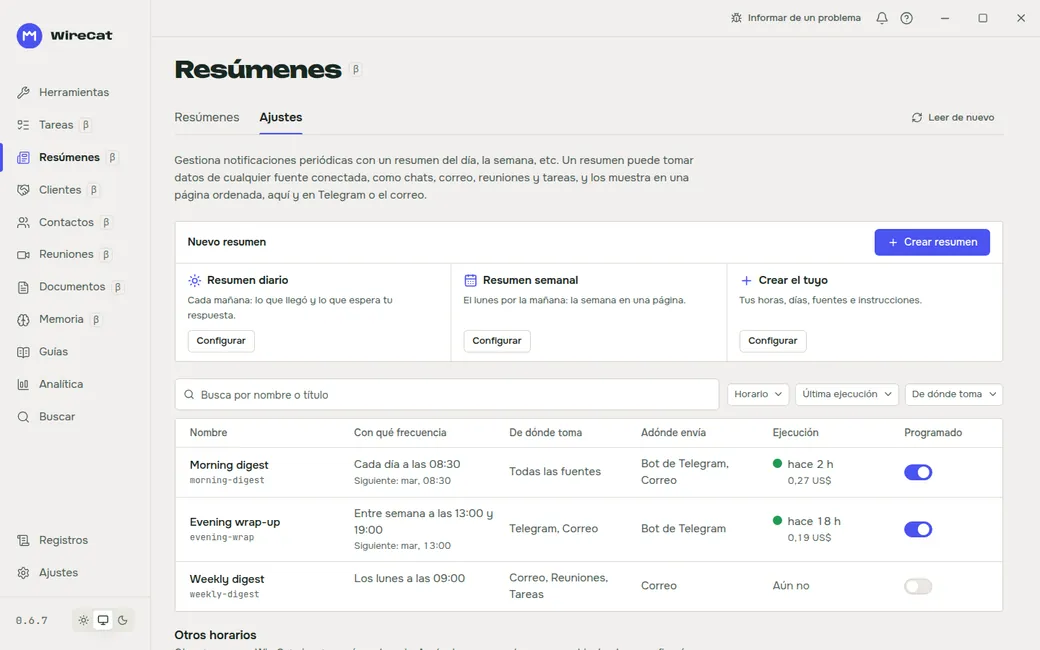 WireCat
Informar de un problema
Herramientas
Tareas β
Resúmenes β
Clientes β
Contactos β
Reuniones β
Documentos β
Memoria β
Guías
Analítica
Buscar
Registros
Ajustes
0.6.7
Resúmenes β
Resúmenes Ajustes
Leer de nuevo
Gestiona notificaciones periódicas con un resumen del día, la semana, etc. Un resumen puede tomar
datos de cualquier fuente conectada, como chats, correo, reuniones y tareas, y los muestra en una
página ordenada, aquí y en Telegram o el correo.
Nuevo resumen
+ Crear resumen
Resumen diario
Cada mañana: lo que llegó y lo que espera tu
respuesta.
Configurar
Resumen semanal
El lunes por la mañana: la semana en una página.
Configurar
Crear el tuyo
Tus horas, días, fuentes e instrucciones.
Configurar
Busca por nombre o título
Horario
Última ejecución
De dónde toma
Nombre Con qué frecuencia De dónde toma Adónde envía Ejecución Programado
Morning digest
morning-digest
Cada día a las 08:30
Siguiente: mar, 08:30
Todas las fuentes
Bot de Telegram,
Correo
hace 2 h
0,27 US$
Evening wrap-up
evening-wrap
Entre semana a las 13:00 y
19:00
Siguiente: mar, 13:00
Telegram, Correo
Bot de Telegram
hace 18 h
0,19 US$
Weekly digest
weekly-digest
Los lunes a las 09:00
Correo, Reuniones,
Tareas
Correo
Aún no
Otros horarios